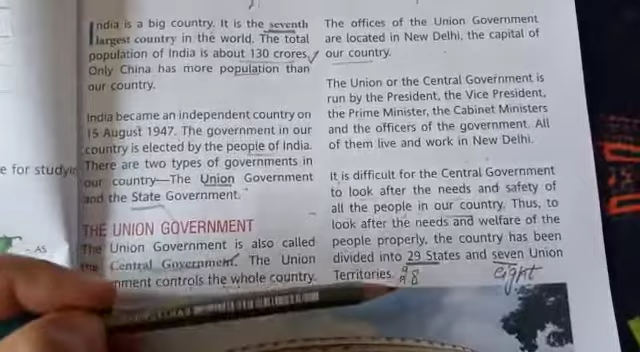 India is a big country. It is the seventh
largest country in the world. The total
population of India is about 130 crores.
Only China has more population than
our country.
India became an independent country on
15 August 1947. The government in our
country is elected by the people of India.
There are two types of governments in
our country—The Union Government
and the State Government.
THE UNION GOVERNMENT
The Union Government is also called
the Central Government. The Union
nment controls the whole country.
The offices of the Union Government
are located in New Delhi, the capital of
our country.
The Union or the Central Government is
run by the President, the Vice President,
the Prime Minister, the Cabinet Ministers
and the officers of the government. All
of them live and work in New Delhi.
It is difficult for the Central Government
to look after the needs and safety of
all the people in our country. Thus, to
look after the needs and welfare of the
people properly, the country has been
divided into 29 States and seven Union
Territories.
28
eight
e for studyin
- AS